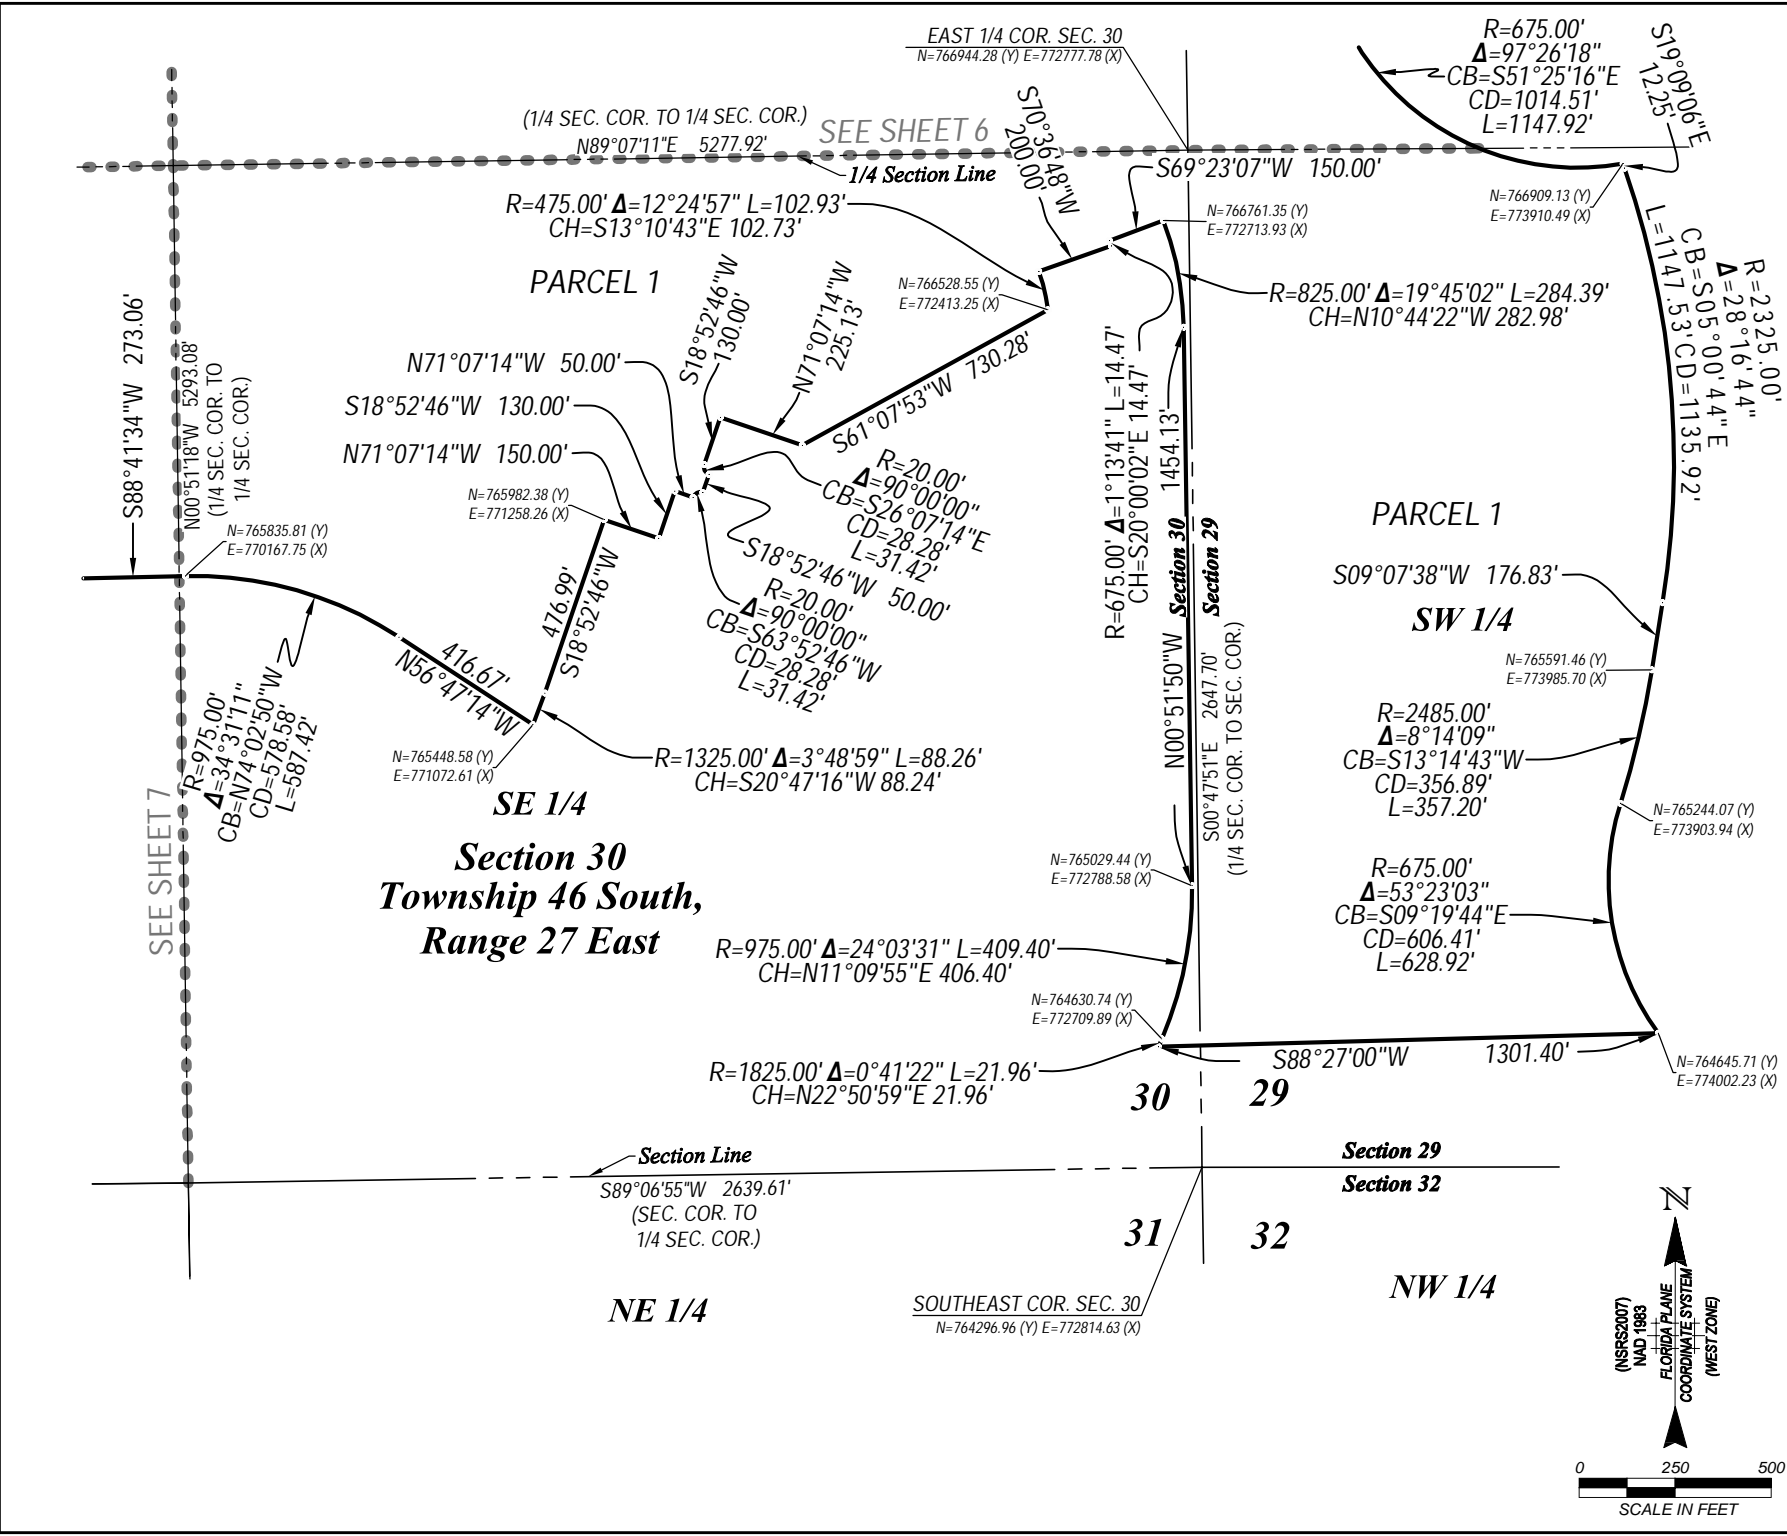 EAST 1/4 COR. SEC. 30
N=766944.28 (Y) E=772777.78 (X)
R=675.00'
Δ=97°26'18"
CB=S51°25'16"E
CD=1014.51'
L=1147.92'
S19°09'06"E
12.25'
(1/4 SEC. COR. TO 1/4 SEC. COR.)
N89°07'11"E 5277.92'
SEE SHEET 6
1/4 Section Line
S70°36'48"W
200.00'
S69°23'07"W 150.00'
N=766909.13 (Y)
E=773910.49 (X)
R=475.00' Δ=12°24'57" L=102.93'
CH=S13°10'43"E 102.73'
N=766761.35 (Y)
E=772713.93 (X)
PARCEL 1
N=766528.55 (Y)
E=772413.25 (X)
R=825.00' Δ=19°45'02" L=284.39'
CH=N10°44'22"W 282.98'
R=2325.00'
Δ=28°16'44"
CB=S05°00'44"E
CD=1135.92'
L=1147.53'
S88°41'34"W 273.06'
N00°51'18"W 5293.08'
(1/4 SEC. COR. TO
1/4 SEC. COR.)
S18°52'46"W
130.00'
N71°07'14"W
225.13'
N71°07'14"W 50.00'
S18°52'46"W 130.00'
N71°07'14"W 150.00'
S61°07'53"W 730.28'
R=675.00' Δ=1°13'41" L=14.47'
CH=S20°00'02"E 14.47'
1454.13'
N00°51'50"W
N=765982.38 (Y)
E=771258.26 (X)
R=20.00'
Δ=90°00'00"
CB=S26°07'14"E
CD=28.28'
L=31.42'
S18°52'46"W 50.00'
R=20.00'
Δ=90°00'00"
CB=S63°52'46"W
CD=28.28'
L=31.42'
PARCEL 1
Section 30
Section 29
N=765835.81 (Y)
E=770167.75 (X)
S09°07'38"W 176.83'
SW 1/4
476.99'
S18°52'46"W
416.67'
N56°47'14"W
S00°47'51"E 2647.70'
(1/4 SEC. COR. TO SEC. COR.)
N=765591.46 (Y)
E=773985.70 (X)
R=975.00'
Δ=34°31'11"
CB=N74°02'50"W
CD=578.58'
L=587.42'
N=765448.58 (Y)
E=771072.61 (X)
R=1325.00' Δ=3°48'59" L=88.26'
CH=S20°47'16"W 88.24'
R=2485.00'
Δ=8°14'09"
CB=S13°14'43"W
CD=356.89'
L=357.20'
SEE SHEET 7
SE 1/4
Section 30
Township 46 South,
Range 27 East
N=765244.07 (Y)
E=773903.94 (X)
N=765029.44 (Y)
E=772788.58 (X)
R=675.00'
Δ=53°23'03"
CB=S09°19'44"E
CD=606.41'
L=628.92'
R=975.00' Δ=24°03'31" L=409.40'
CH=N11°09'55"E 406.40'
N=764630.74 (Y)
E=772709.89 (X)
S88°27'00"W 1301.40'
N=764645.71 (Y)
E=774002.23 (X)
R=1825.00' Δ=0°41'22" L=21.96'
CH=N22°50'59"E 21.96'
30
29
Section Line
S89°06'55"W 2639.61'
(SEC. COR. TO
1/4 SEC. COR.)
Section 29
Section 32
31
32
NE 1/4
SOUTHEAST COR. SEC. 30
N=764296.96 (Y) E=772814.63 (X)
NW 1/4
N
(NSRS2007)
NAD 1983
FLORIDA PLANE
COORDINATE SYSTEM
(WEST ZONE)
0 250 500
SCALE IN FEET